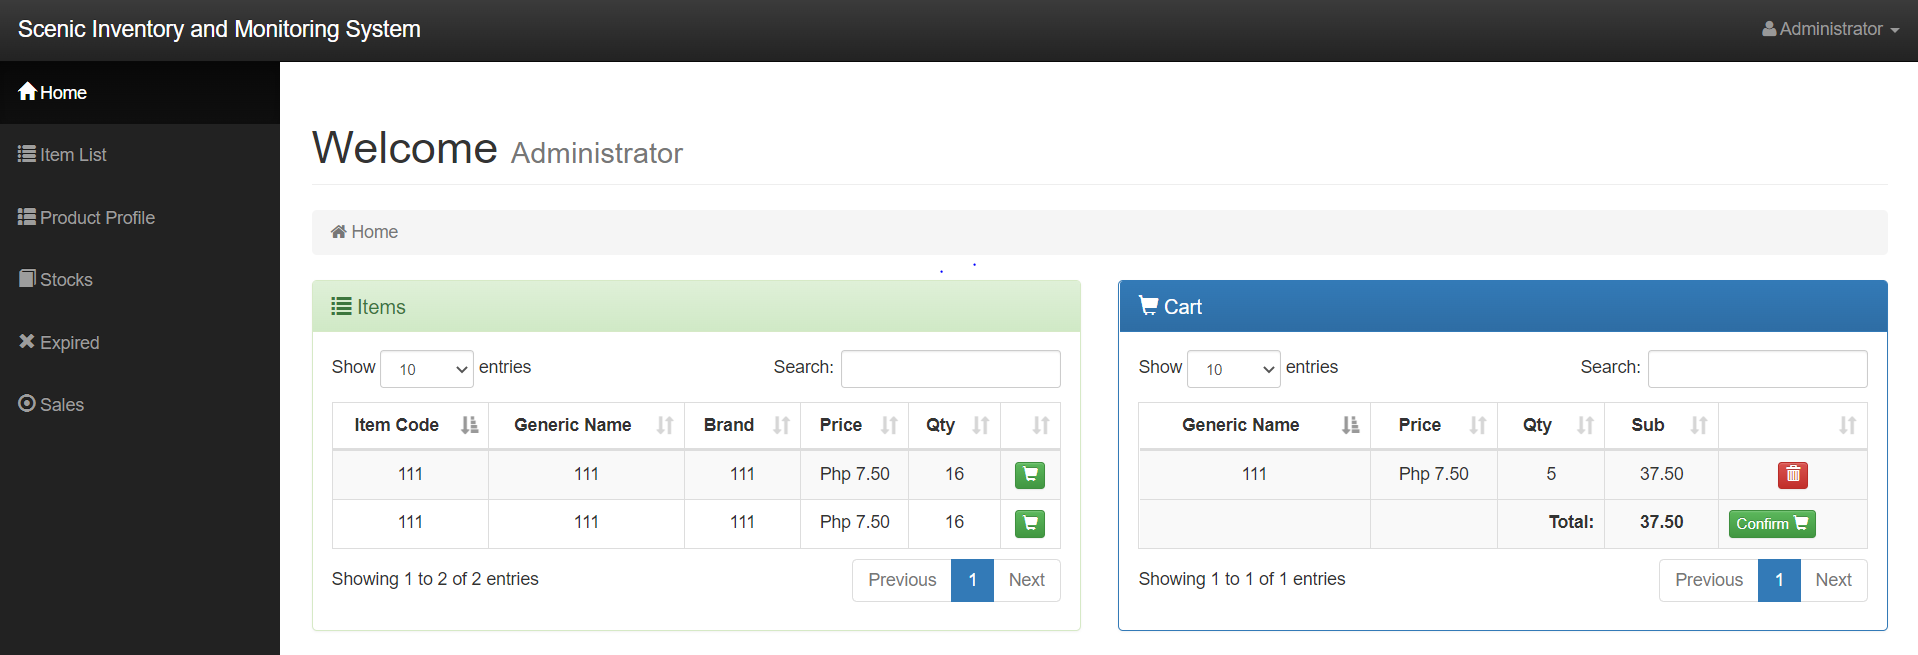 Scenic Inventory and Monitoring System
Administrator
Home
Item List
Product Profile
Stocks
Expired
Sales
Welcome Administrator
Home
Items
Show 10 entries
Search:
Item Code Generic Name Brand Price Qty
111 111 111 Php 7.50 16
111 111 111 Php 7.50 16
Showing 1 to 2 of 2 entries
Previous 1 Next
Cart
Show 10 entries
Search:
Generic Name Price Qty Sub
111 Php 7.50 5 37.50
Total: 37.50 Confirm
Showing 1 to 1 of 1 entries
Previous 1 Next